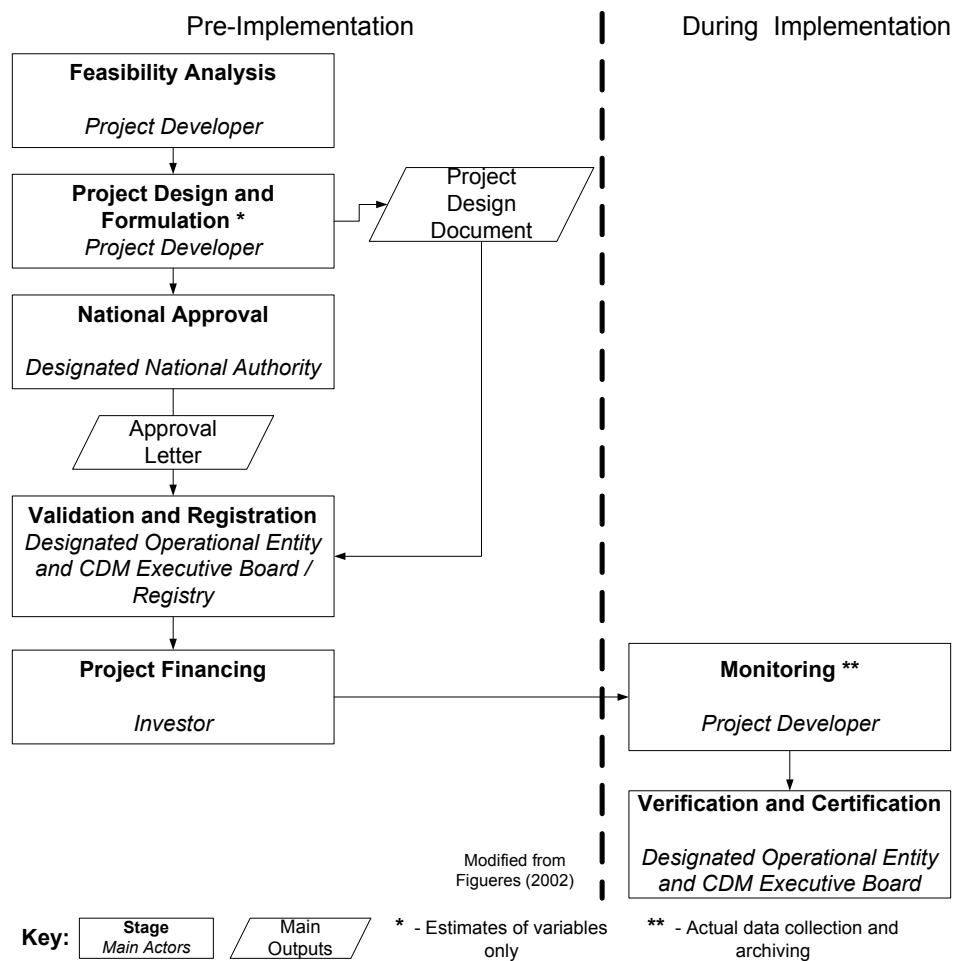 Pre-Implementation
During Implementation
Feasibility Analysis
Project Developer
Project Design and
Formulation *
Project Developer
Project
Design
Document
National Approval
Designated National Authority
Approval
Letter
Validation and Registration
Designated Operational Entity
and CDM Executive Board /
Registry
Project Financing
Investor
Monitoring **
Project Developer
Verification and Certification
Designated Operational Entity
and CDM Executive Board
Modified from
Figueres (2002)
Key:
Stage
Main Actors
Main
Outputs
* - Estimates of variables
only
** - Actual data collection and
archiving